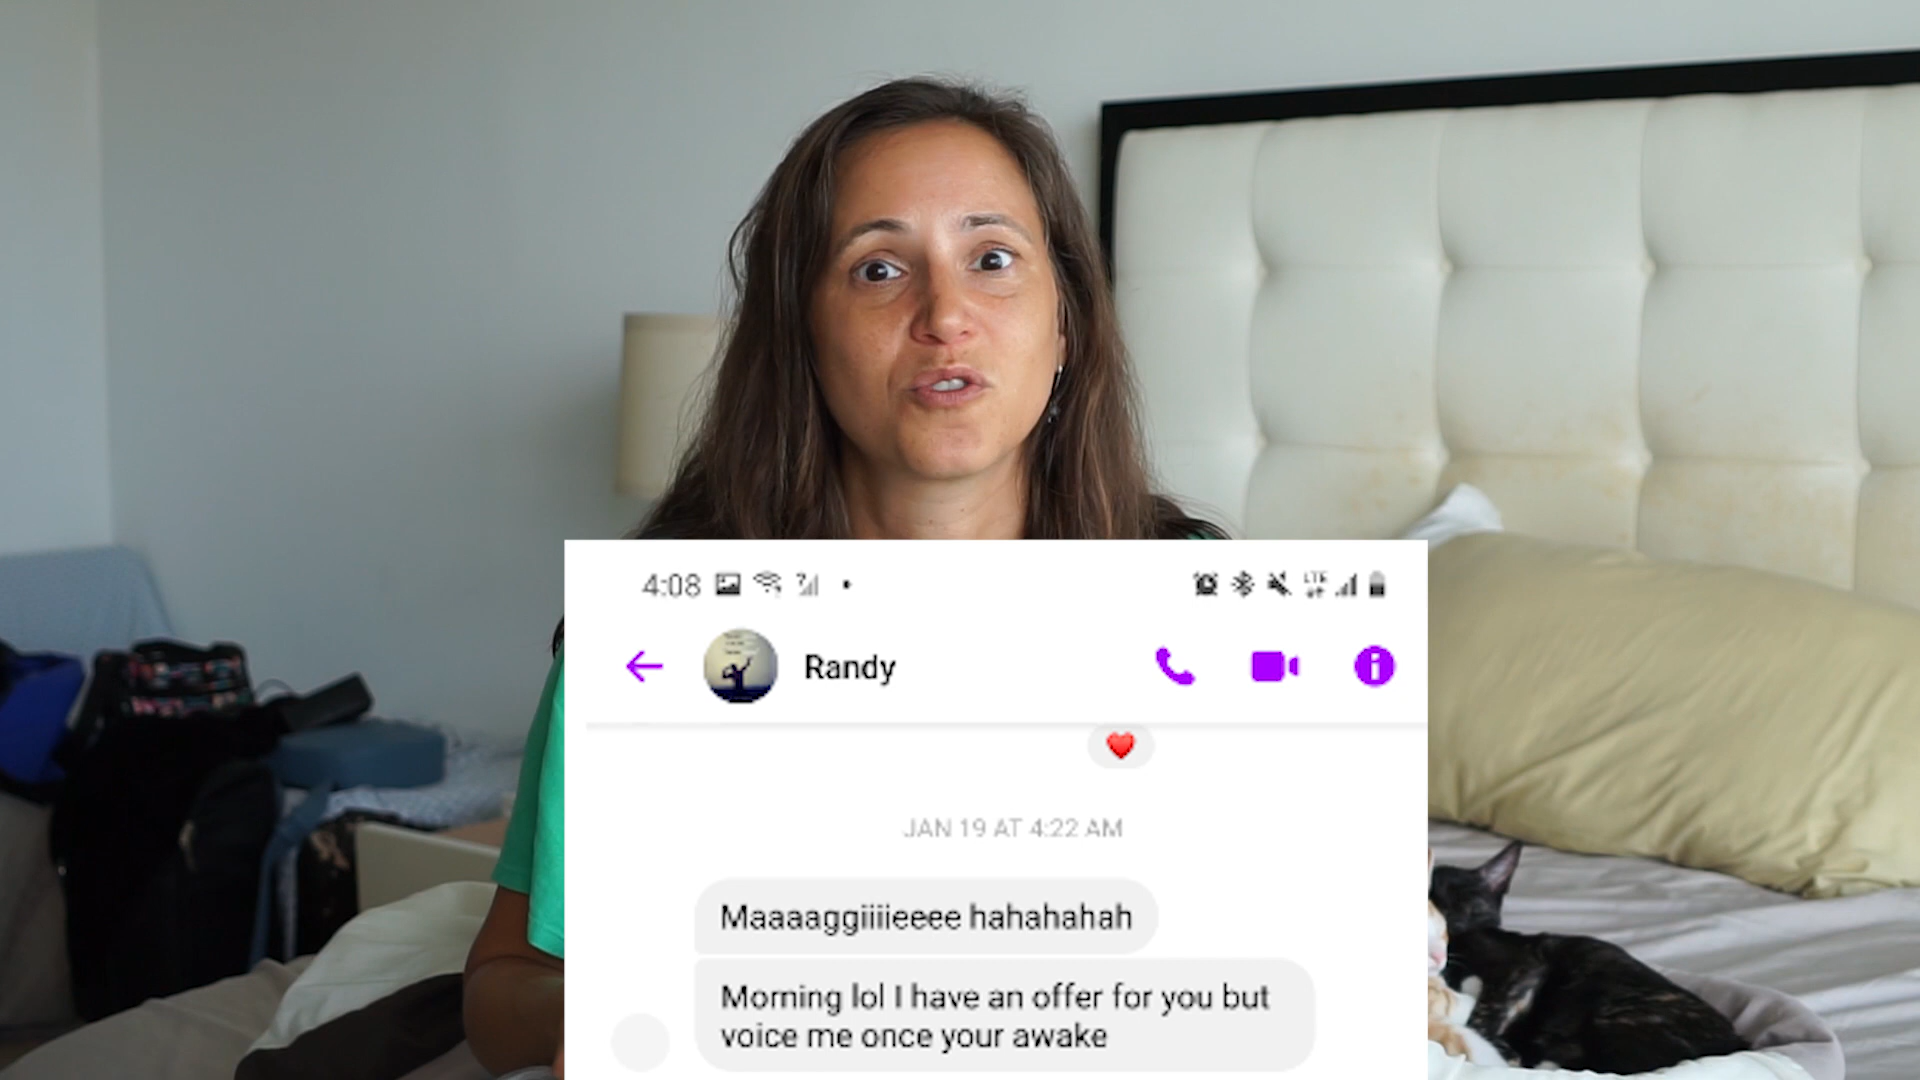 4:08
LTE
Randy
JAN 19 AT 4:22 AM
Maaaaggiiiieeee hahahahah
Morning lol I have an offer for you but
voice me once your awake